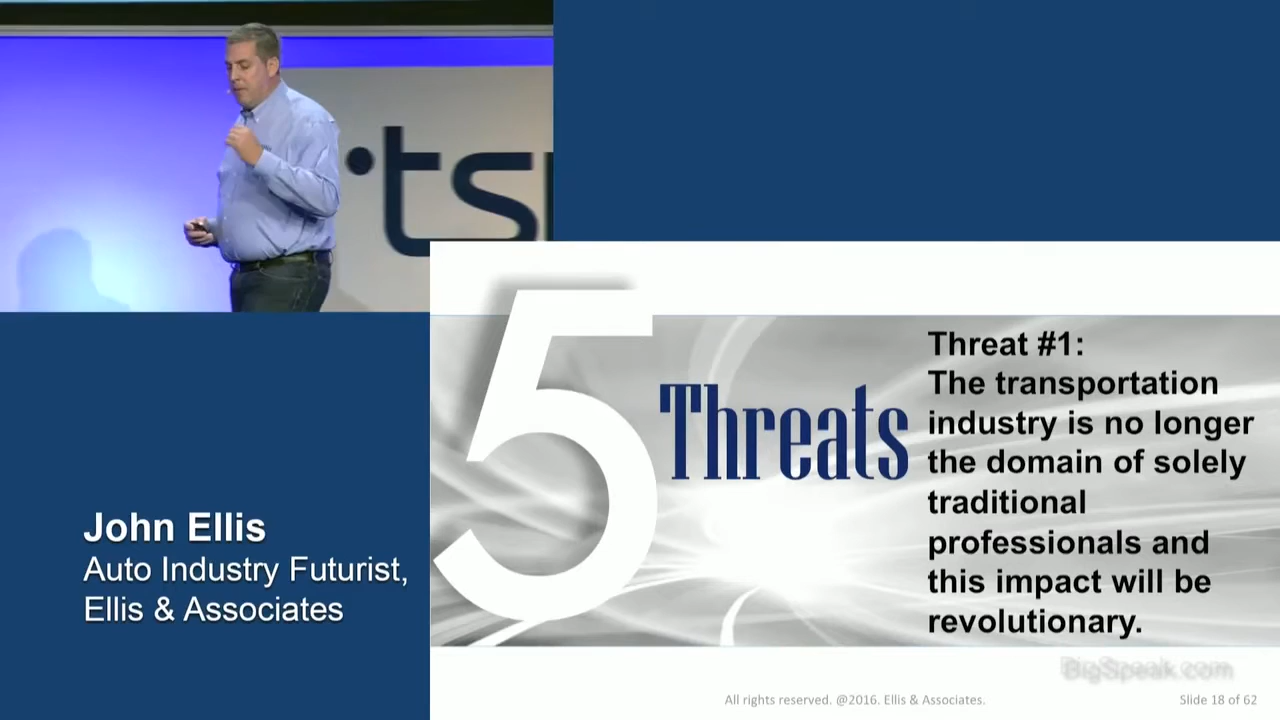 tsp
5
Threats
Threat #1:
The transportation
industry is no longer
the domain of solely
traditional
professionals and
this impact will be
revolutionary.
John Ellis
Auto Industry Futurist,
Ellis & Associates
BigSpeak.com
All rights reserved. @2016. Ellis & Associates.
Slide 18 of 62